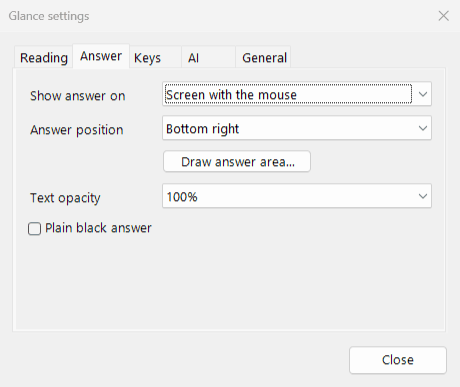 Glance settings
Reading Answer Keys AI General
Show answer on Screen with the mouse
Answer position Bottom right
Draw answer area...
Text opacity 100%
Plain black answer
Close